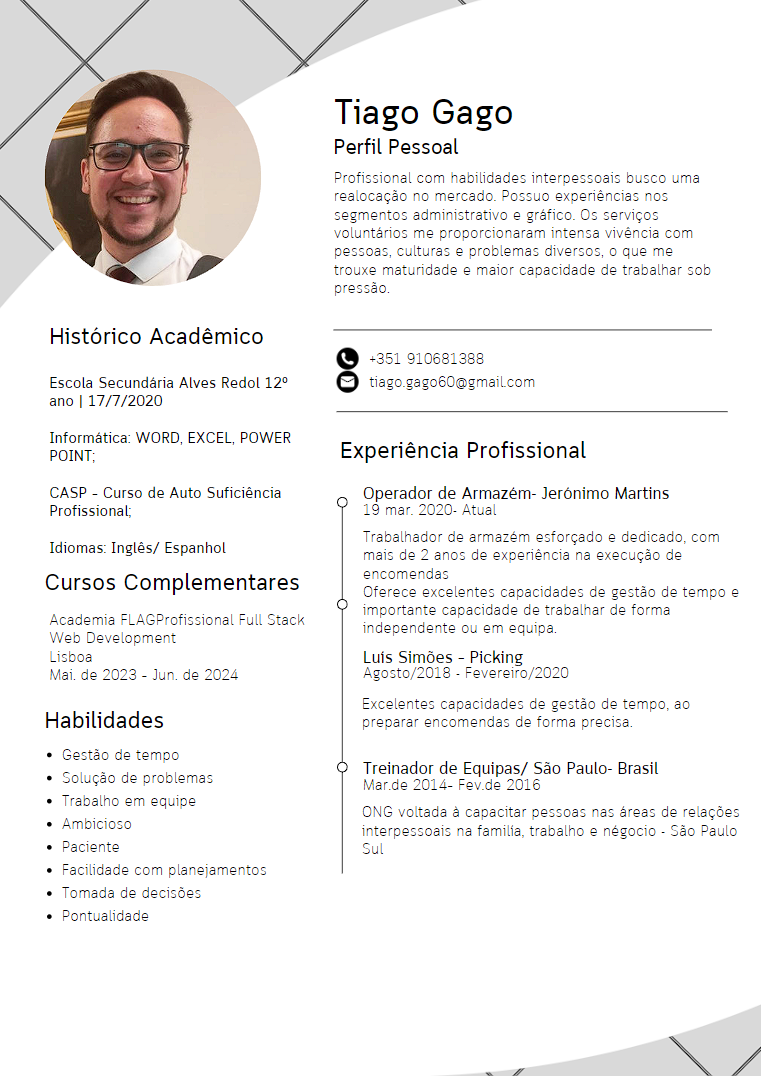 Tiago Gago
Perfil Pessoal
Profissional com habilidades interpessoais busco uma
realocação no mercado. Possuo experiências nos
segmentos administrativo e gráfico. Os serviços
voluntários me proporcionaram intensa vivência com
pessoas, culturas e problemas diversos, o que me
trouxe maturidade e maior capacidade de trabalhar sob
pressão.
+351 910681388
tiago.gago60@gmail.com
Histórico Acadêmico
Escola Secundária Alves Redol 12º
ano | 17/7/2020
Informática: WORD, EXCEL, POWER
POINT;
CASP - Curso de Auto Suficiência
Profissional;
Idiomas: Inglês/ Espanhol
Cursos Complementares
Academia FLAGProfissional Full Stack
Web Development
Lisboa
Mai. de 2023 - Jun. de 2024
Habilidades
• Gestão de tempo
• Solução de problemas
• Trabalho em equipe
• Ambicioso
• Paciente
• Facilidade com planejamentos
• Tomada de decisões
• Pontualidade
Experiência Profissional
Operador de Armazém- Jerónimo Martins
19 mar. 2020- Atual
Trabalhador de armazém esforçado e dedicado, com
mais de 2 anos de experiência na execução de
encomendas
Oferece excelentes capacidades de gestão de tempo e
importante capacidade de trabalhar de forma
independente ou em equipa.
Luís Simões - Picking
Agosto/2018 - Fevereiro/2020
Excelentes capacidades de gestão de tempo, ao
preparar encomendas de forma precisa.
Treinador de Equipas/ São Paulo- Brasil
Mar.de 2014- Fev.de 2016
ONG voltada à capacitar pessoas nas áreas de relações
interpessoais na família, trabalho e négocio - São Paulo
Sul